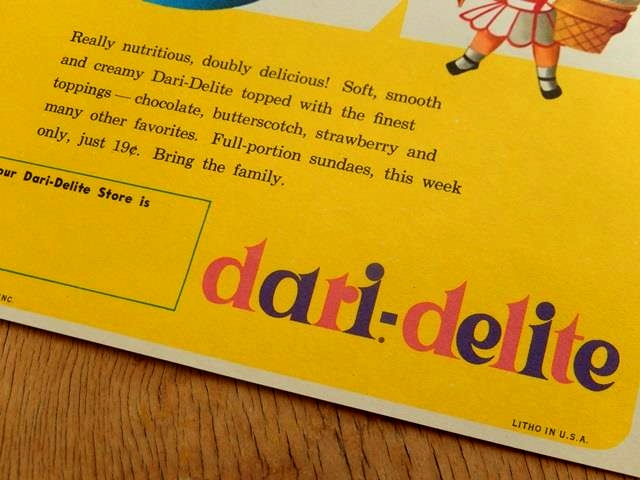 Really nutritious, doubly delicious! Soft, smooth
and creamy Dari-Delite topped with the finest
toppings — chocolate, butterscotch, strawberry and
many other favorites. Full-portion sundaes, this week
only, just 19¢. Bring the family.
our Dari-Delite Store is
dari-delite
INC.
LITHO IN U.S.A.